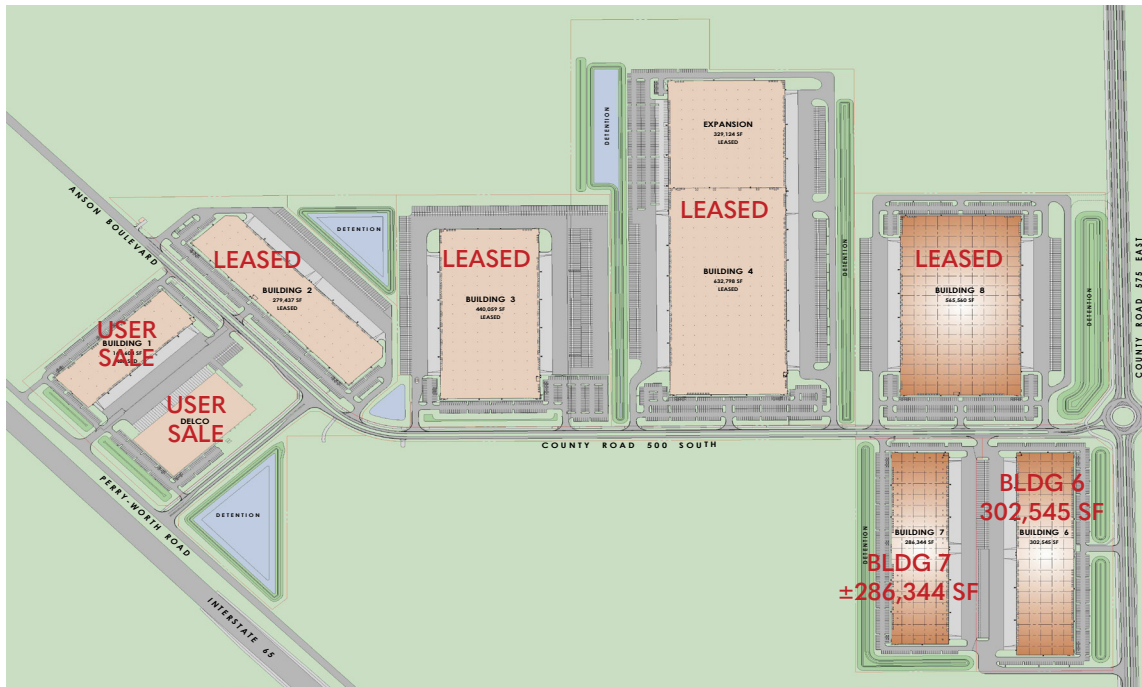 EXPANSION
329,124 SF
LEASED
DETENTION
ANSON BOULEVARD
LEASED
BUILDING 2
279,437 SF
LEASED
DETENTION
LEASED
BUILDING 3
440,059 SF
LEASED
LEASED
BUILDING 4
632,798 SF
LEASED
DETENTION
LEASED
BUILDING 8
565,560 SF
DETENTION
COUNTY ROAD 575 EAST
USER
SALE
BUILDING 1
USER
SALE
DELCO
COUNTY ROAD 500 SOUTH
PERRY-WORTH ROAD
DETENTION
INTERSTATE 65
DETENTION
BUILDING 7
286,344 SF
BLDG 7
±286,344 SF
BLDG 6
302,545 SF
BUILDING 6
302,545 SF